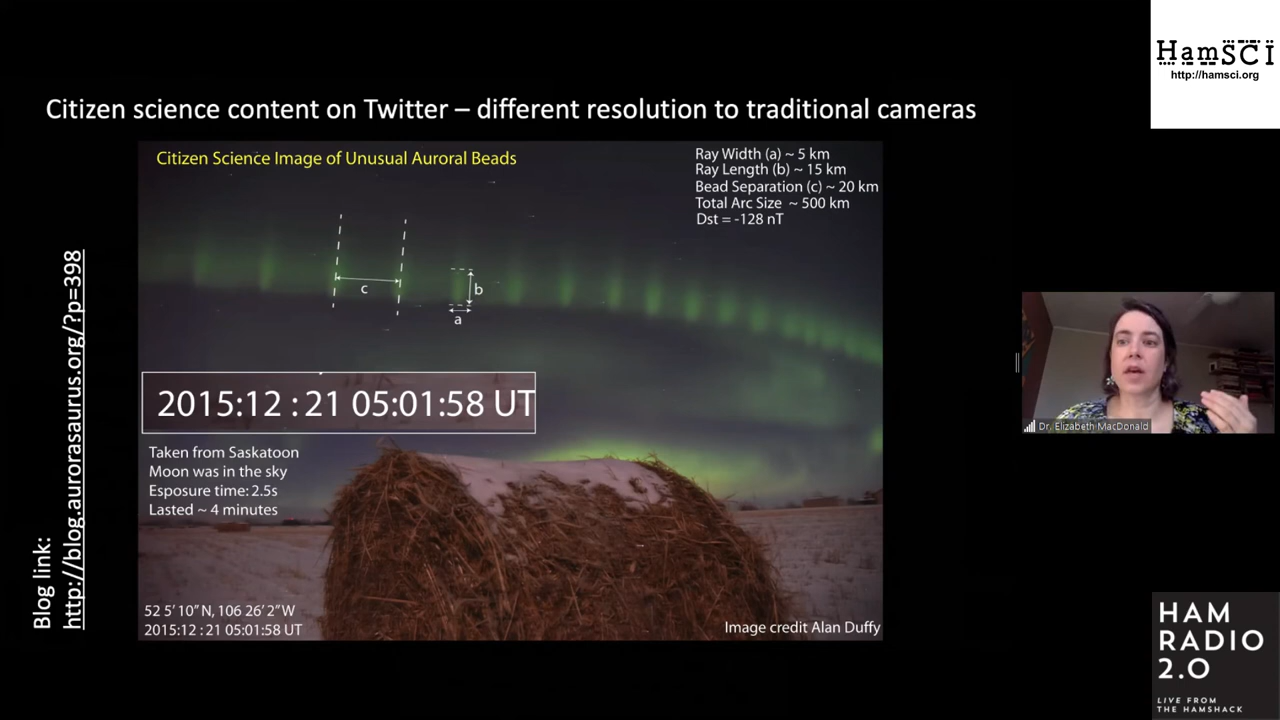 HamSCI
http://hamsci.org
Citizen science content on Twitter – different resolution to traditional cameras
Citizen Science Image of Unusual Auroral Beads
Ray Width (a) ~ 5 km
Ray Length (b) ~ 15 km
Bead Separation (c) ~ 20 km
Total Arc Size ~ 500 km
Dst = -128 nT
c
b
a
2015:12 : 21 05:01:58 UT
Taken from Saskatoon
Moon was in the sky
Esposure time: 2.5s
Lasted ~ 4 minutes
52 5' 10" N, 106 26' 2" W
2015:12 : 21 05:01:58 UT
Image credit Alan Duffy
Blog link:
http://blog.aurorasaurus.org/?p=398
Dr. Elizabeth MacDonald
HAM
RADIO
2.0
LIVE FROM
THE HAMSHACK